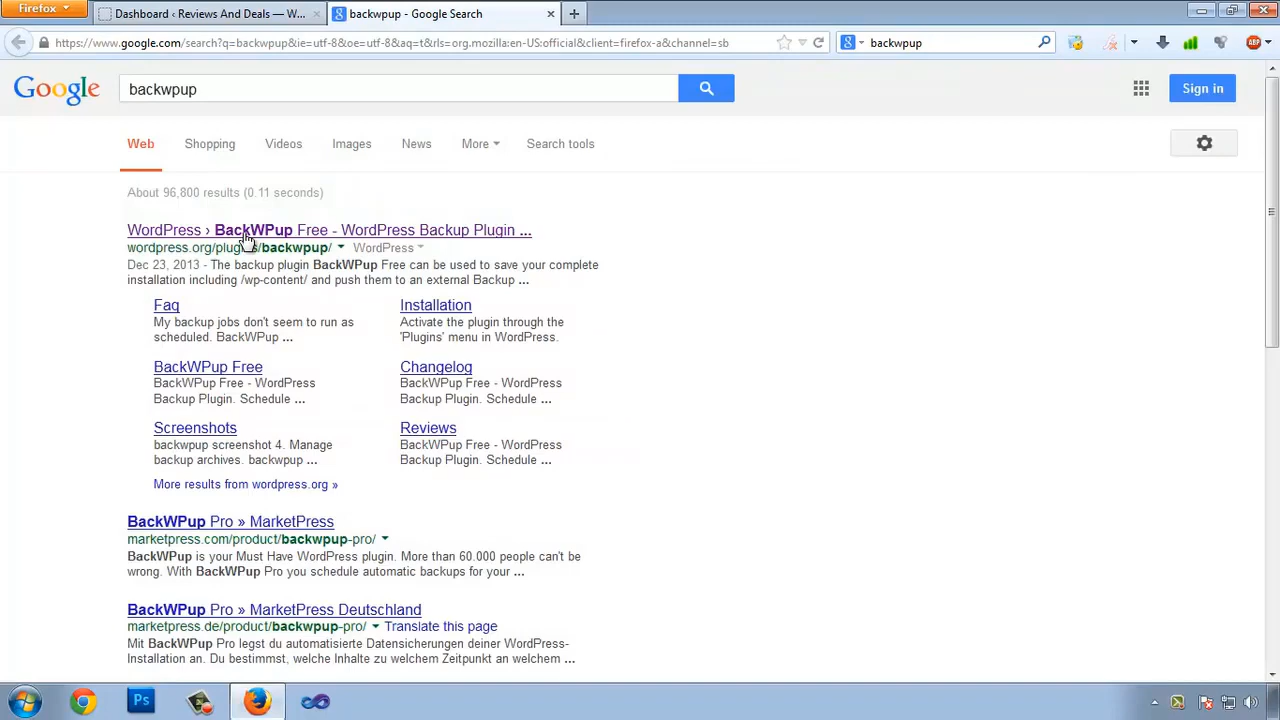 Firefox
Dashboard ‹ Reviews And Deals — W...
backwpup - Google Search
https://www.google.com/search?q=backwpup&ie=utf-8&oe=utf-8&aq=t&rls=org.mozilla:en-US:official&client=firefox-a&channel=sb
backwpup
ABP
Google
backwpup
Sign in
Web Shopping Videos Images News More Search tools
About 96,800 results (0.11 seconds)
WordPress › BackWPup Free - WordPress Backup Plugin ...
wordpress.org/plugins/backwpup/ WordPress
Dec 23, 2013 - The backup plugin BackWPup Free can be used to save your complete
installation including /wp-content/ and push them to an external Backup ...
Faq
My backup jobs don't seem to run as
scheduled. BackWPup ...
Installation
Activate the plugin through the
'Plugins' menu in WordPress.
BackWPup Free
BackWPup Free - WordPress
Backup Plugin. Schedule ...
Changelog
BackWPup Free - WordPress
Backup Plugin. Schedule ...
Screenshots
backwpup screenshot 4. Manage
backup archives. backwpup ...
Reviews
BackWPup Free - WordPress
Backup Plugin. Schedule ...
More results from wordpress.org »
BackWPup Pro » MarketPress
marketpress.com/product/backwpup-pro/
BackWPup is your Must Have WordPress plugin. More than 60.000 people can't be
wrong. With BackWPup Pro you schedule automatic backups for your ...
BackWPup Pro » MarketPress Deutschland
marketpress.de/product/backwpup-pro/ Translate this page
Mit BackWPup Pro legst du automatisierte Datensicherungen deiner WordPress-
Installation an. Du bestimmst, welche Inhalte zu welchem Zeitpunkt an welchem ...
Ps